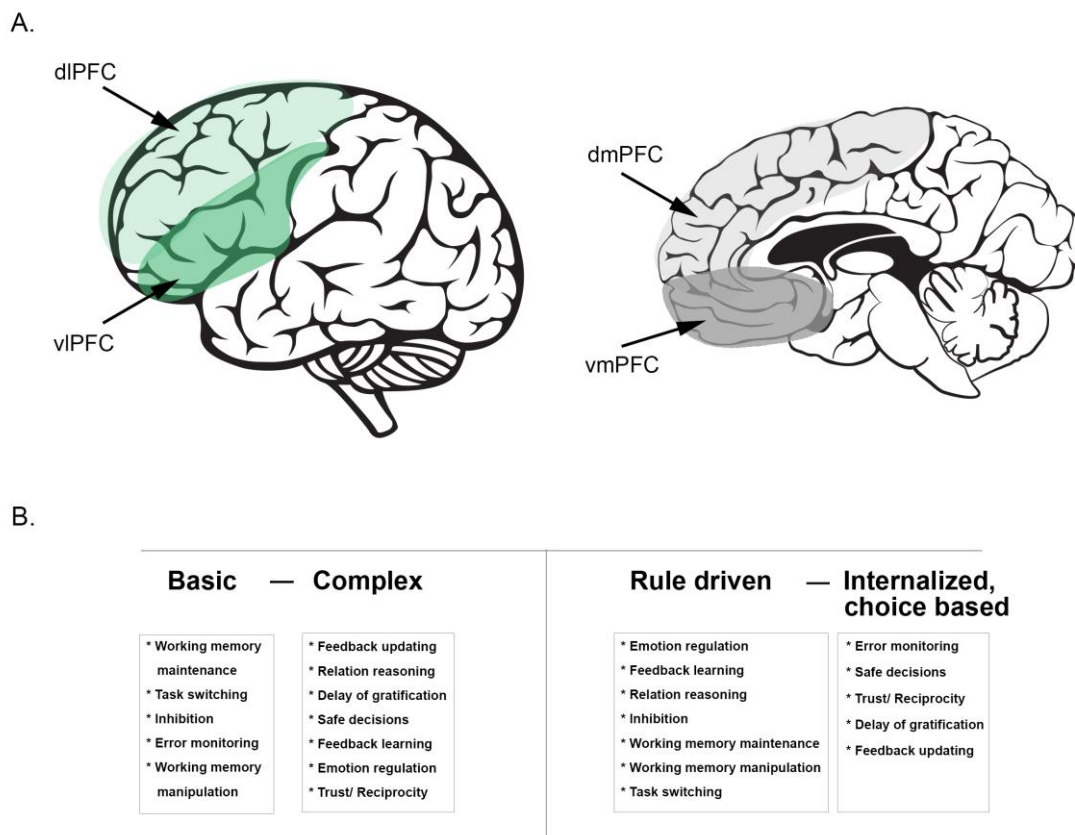 A.
dlPFC
vlPFC
dmPFC
vmPFC
B.
Basic — Complex
* Working memory
maintenance
* Task switching
* Inhibition
* Error monitoring
* Working memory
manipulation
* Feedback updating
* Relation reasoning
* Delay of gratification
* Safe decisions
* Feedback learning
* Emotion regulation
* Trust/ Reciprocity
Rule driven — Internalized,
choice based
* Emotion regulation
* Feedback learning
* Relation reasoning
* Inhibition
* Working memory maintenance
* Working memory manipulation
* Task switching
* Error monitoring
* Safe decisions
* Trust/ Reciprocity
* Delay of gratification
* Feedback updating